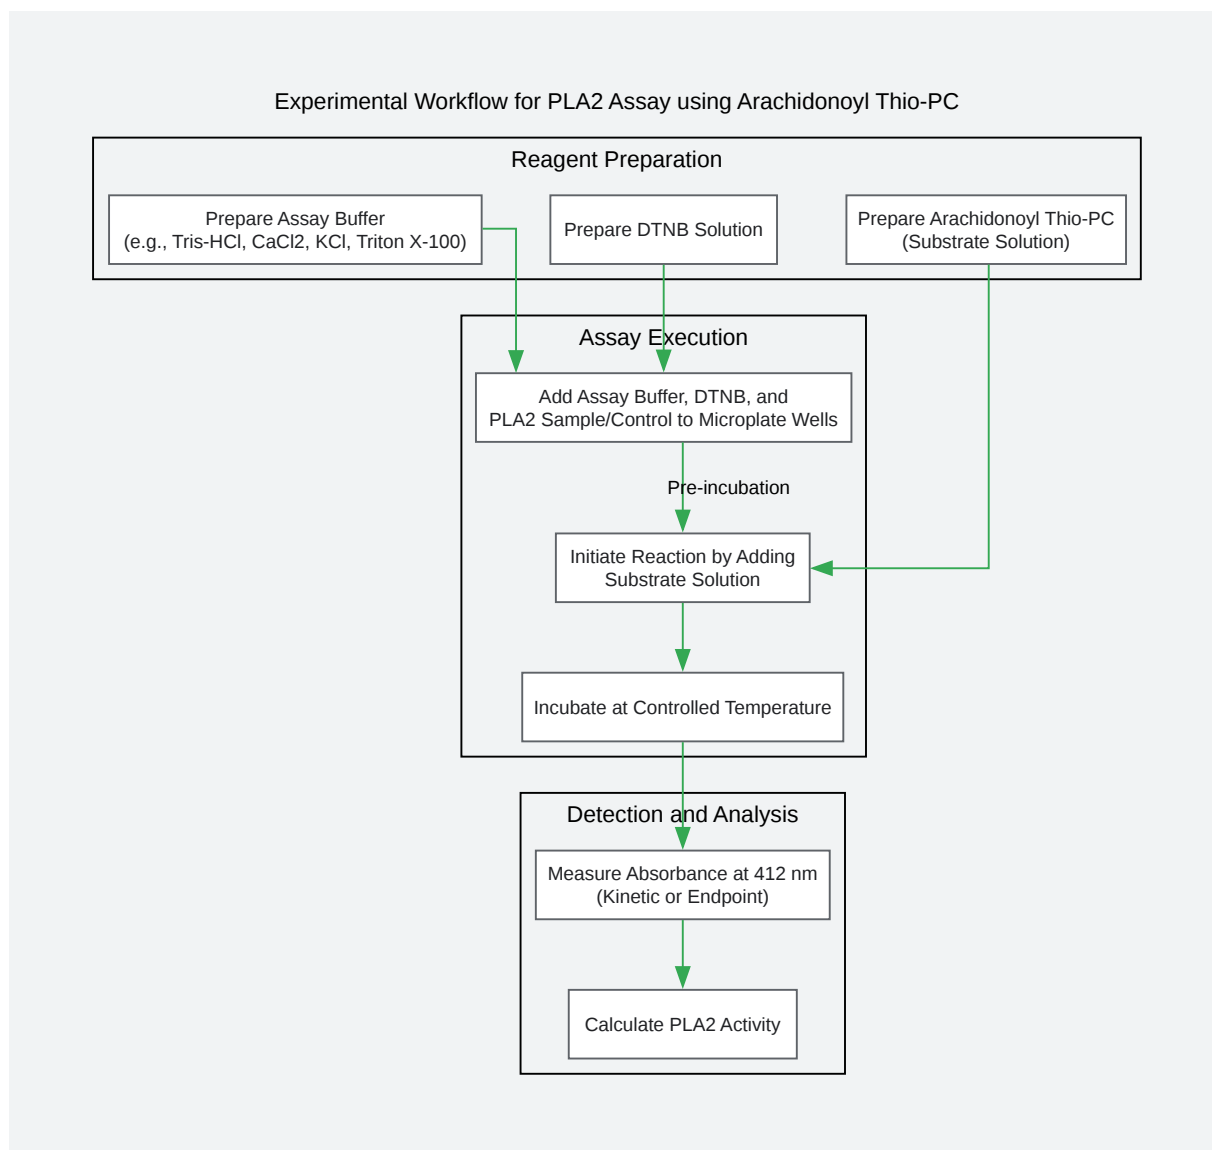 Experimental Workflow for PLA2 Assay using Arachidonoyl Thio-PC
Reagent Preparation
Prepare Assay Buffer
(e.g., Tris-HCl, CaCl2, KCl, Triton X-100)
Prepare DTNB Solution
Prepare Arachidonoyl Thio-PC
(Substrate Solution)
Assay Execution
Add Assay Buffer, DTNB, and
PLA2 Sample/Control to Microplate Wells
Pre-incubation
Initiate Reaction by Adding
Substrate Solution
Incubate at Controlled Temperature
Detection and Analysis
Measure Absorbance at 412 nm
(Kinetic or Endpoint)
Calculate PLA2 Activity